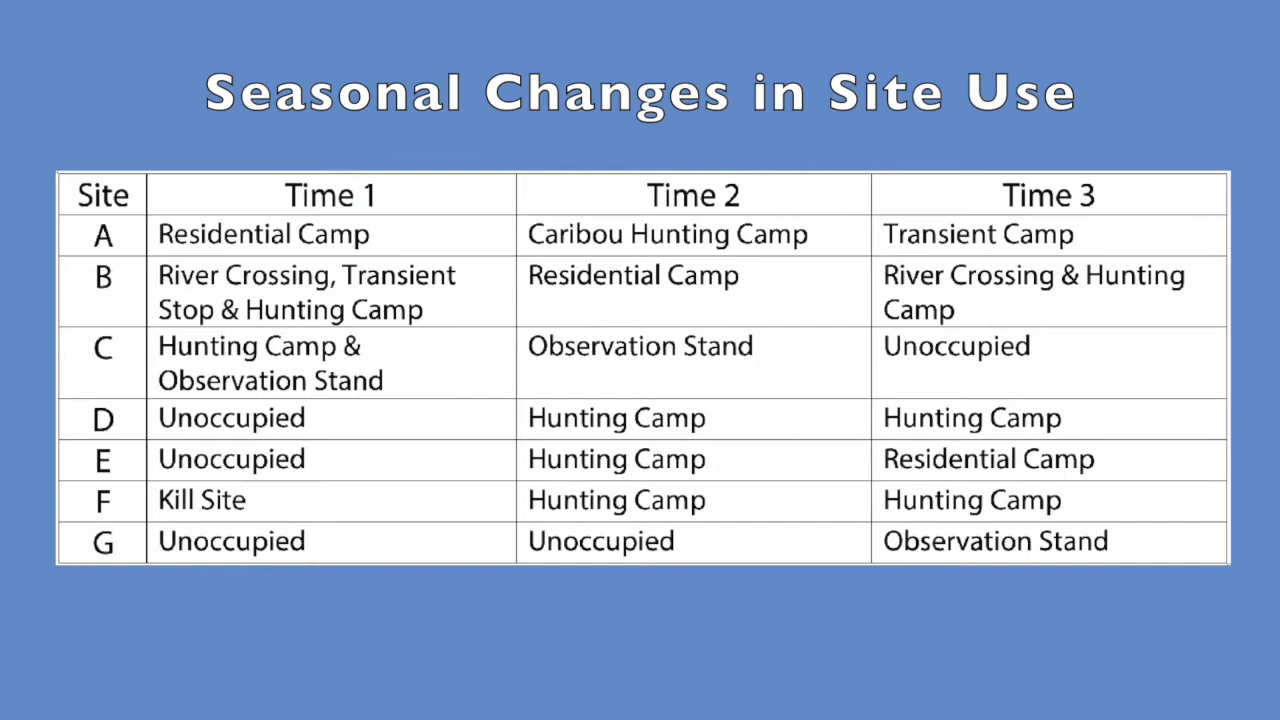 Seasonal Changes in Site Use
Site Time 1 Time 2 Time 3
A Residential Camp Caribou Hunting Camp Transient Camp
B River Crossing, Transient Residential Camp River Crossing & Hunting
Stop & Hunting Camp Camp
C Hunting Camp & Observation Stand Unoccupied
Observation Stand
D Unoccupied Hunting Camp Hunting Camp
E Unoccupied Hunting Camp Residential Camp
F Kill Site Hunting Camp Hunting Camp
G Unoccupied Unoccupied Observation Stand